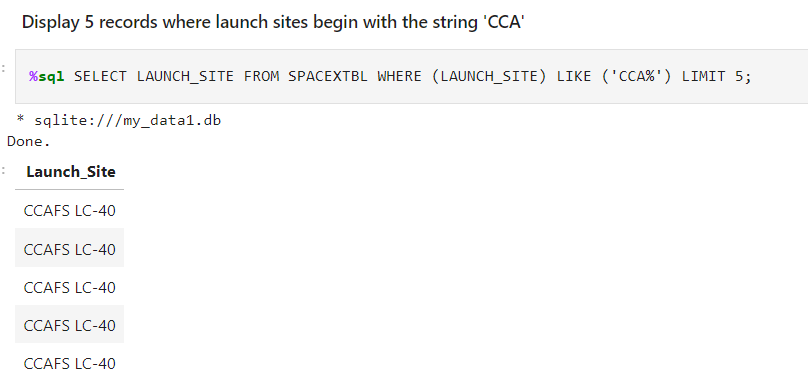 Display 5 records where launch sites begin with the string 'CCA'
:
%sql SELECT LAUNCH_SITE FROM SPACEXTBL WHERE (LAUNCH_SITE) LIKE ('CCA%') LIMIT 5;
* sqlite:///my_data1.db
Done.
:
Launch_Site
CCAFS LC-40
CCAFS LC-40
CCAFS LC-40
CCAFS LC-40
CCAFS LC-40